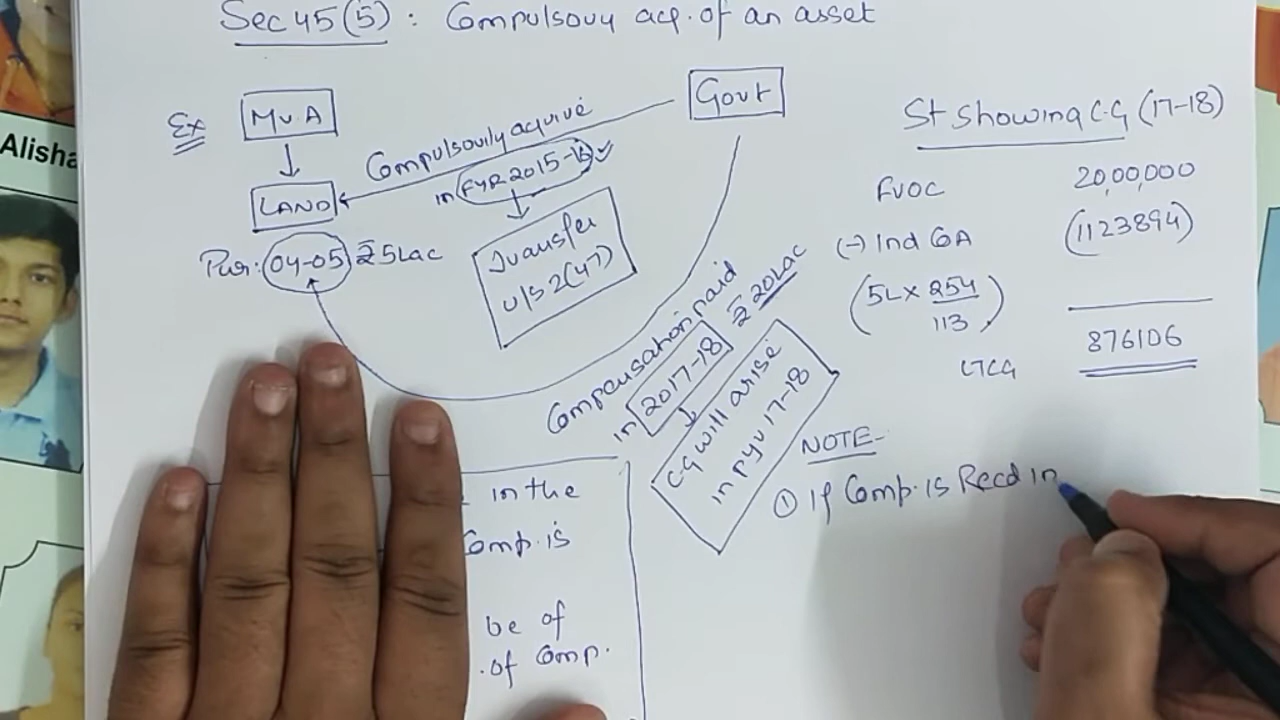 Sec 45(5) : Compulsory acq. of an asset
Alisha
Ex
Mr. A
Govt
Compulsorily acquire
in FYR 2015-16
LAND
Pur: (04-05) = 5Lac
Transfer
u/s 2(47)
Compensation paid
in 2017-18 = 20Lac
CG will arise
in pyr 17-18
St Showing C.G (17-18)
FVOC 20,00,000
(-) Ind COA (1123894)
(5L x 254
113)
LTCG 876106
NOTE-
① If Comp. is Recd in
in the
Comp. is
be of
. of Comp.